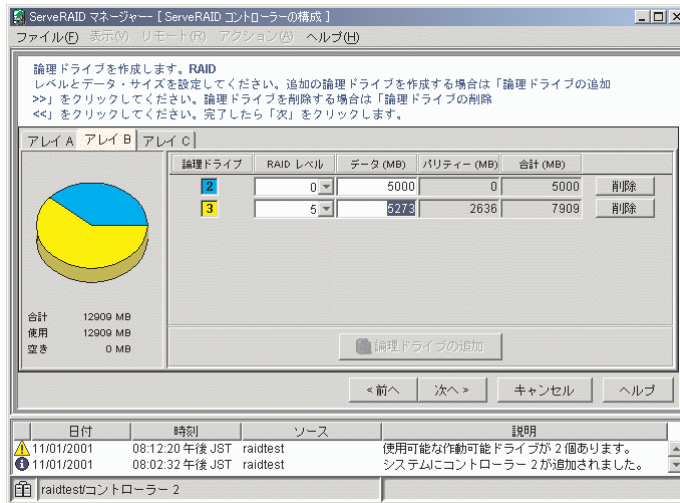 ServeRAID マネージャー- [ ServeRAID コントローラーの構成 ]
ファイル(F) 表示(V) リモート(R) アクション(A) ヘルプ(H)
論理ドライブを作成します。RAID
レベルとデータ・サイズを設定してください。追加の論理ドライブを作成する場合は「論理ドライブの追加
>>」をクリックしてください。論理ドライブを削除する場合は「論理ドライブの削除
<<」をクリックしてください。完了したら「次」をクリックします。
アレイ A アレイ B アレイ C
論理ドライブ RAID レベル データ (MB) パリティー (MB) 合計 (MB)
2 0 5000 0 5000 削除
3 5 5273 2636 7909 削除
合計 12909 MB
使用 12909 MB
空き 0 MB
論理ドライブの追加
<前へ 次へ> キャンセル ヘルプ
日付 時刻 ソース 説明
11/01/2001 08:12:20 午後 JST raidtest 使用可能な作動可能ドライブが 2 個あります。
11/01/2001 08:02:32 午後 JST raidtest システムにコントローラー 2 が追加されました。
raidtest/コントローラー 2